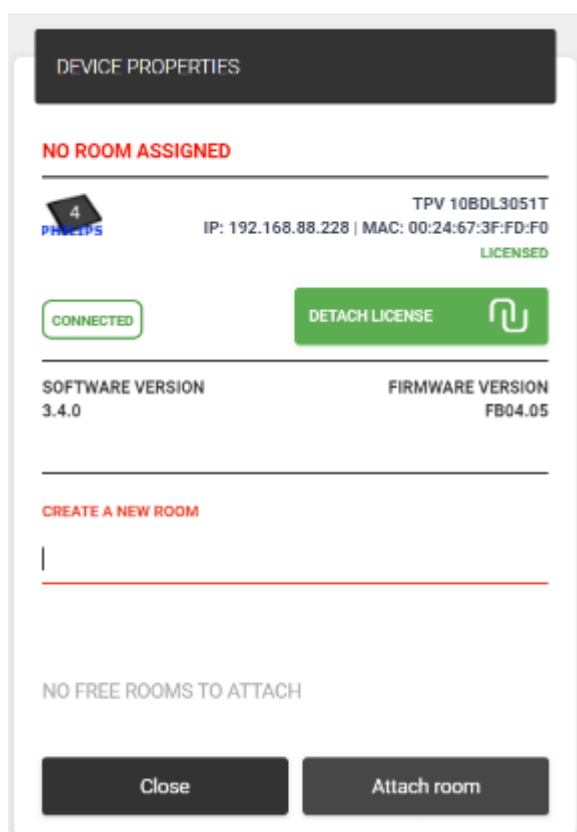 DEVICE PROPERTIES
NO ROOM ASSIGNED
4
PHILIPS
TPV 10BDL3051T
IP: 192.168.88.228 | MAC: 00:24:67:3F:FD:F0
LICENSED
CONNECTED
DETACH LICENSE
SOFTWARE VERSION
3.4.0
FIRMWARE VERSION
FB04.05
CREATE A NEW ROOM
NO FREE ROOMS TO ATTACH
Close
Attach room